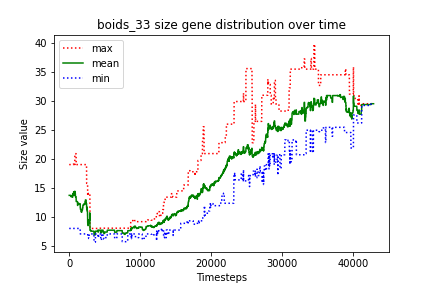 boids_33 size gene distribution over time
max
mean
min
Size value
40
35
30
25
20
15
10
5
0 10000 20000 30000 40000
Timesteps